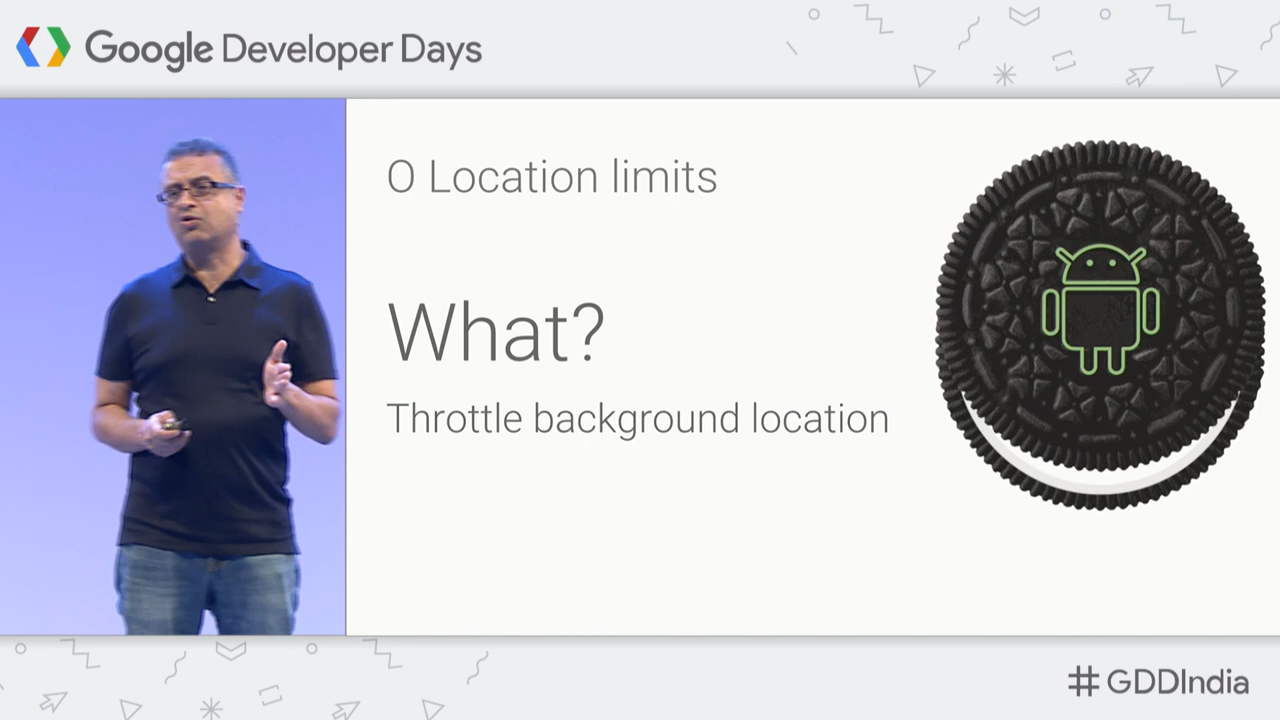 Google Developer Days
O Location limits
What?
Throttle background location
#GDDIndia